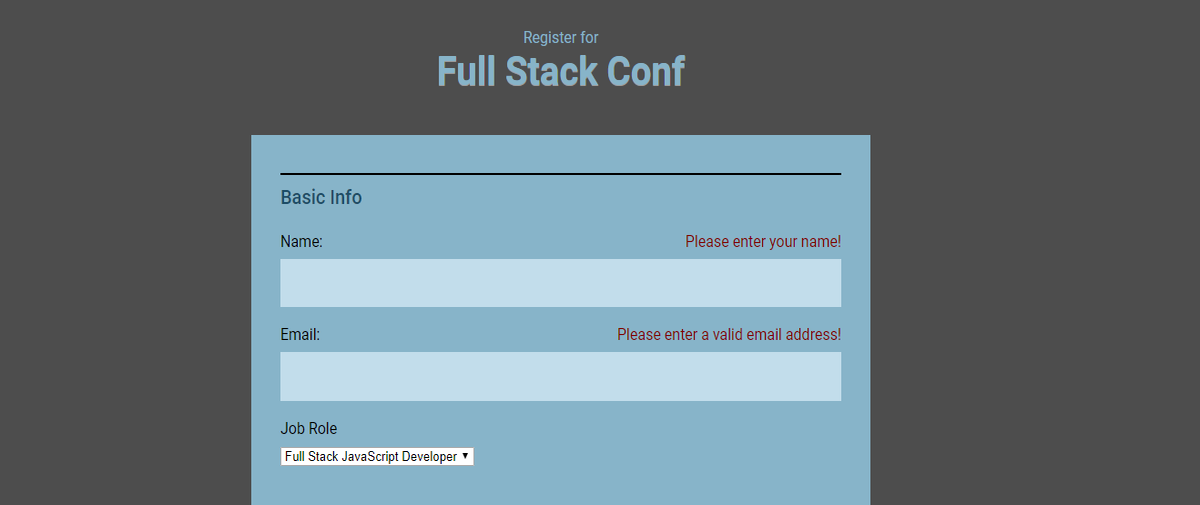 Register for
Full Stack Conf
Basic Info
Name: Please enter your name!
Email: Please enter a valid email address!
Job Role
Full Stack JavaScript Developer